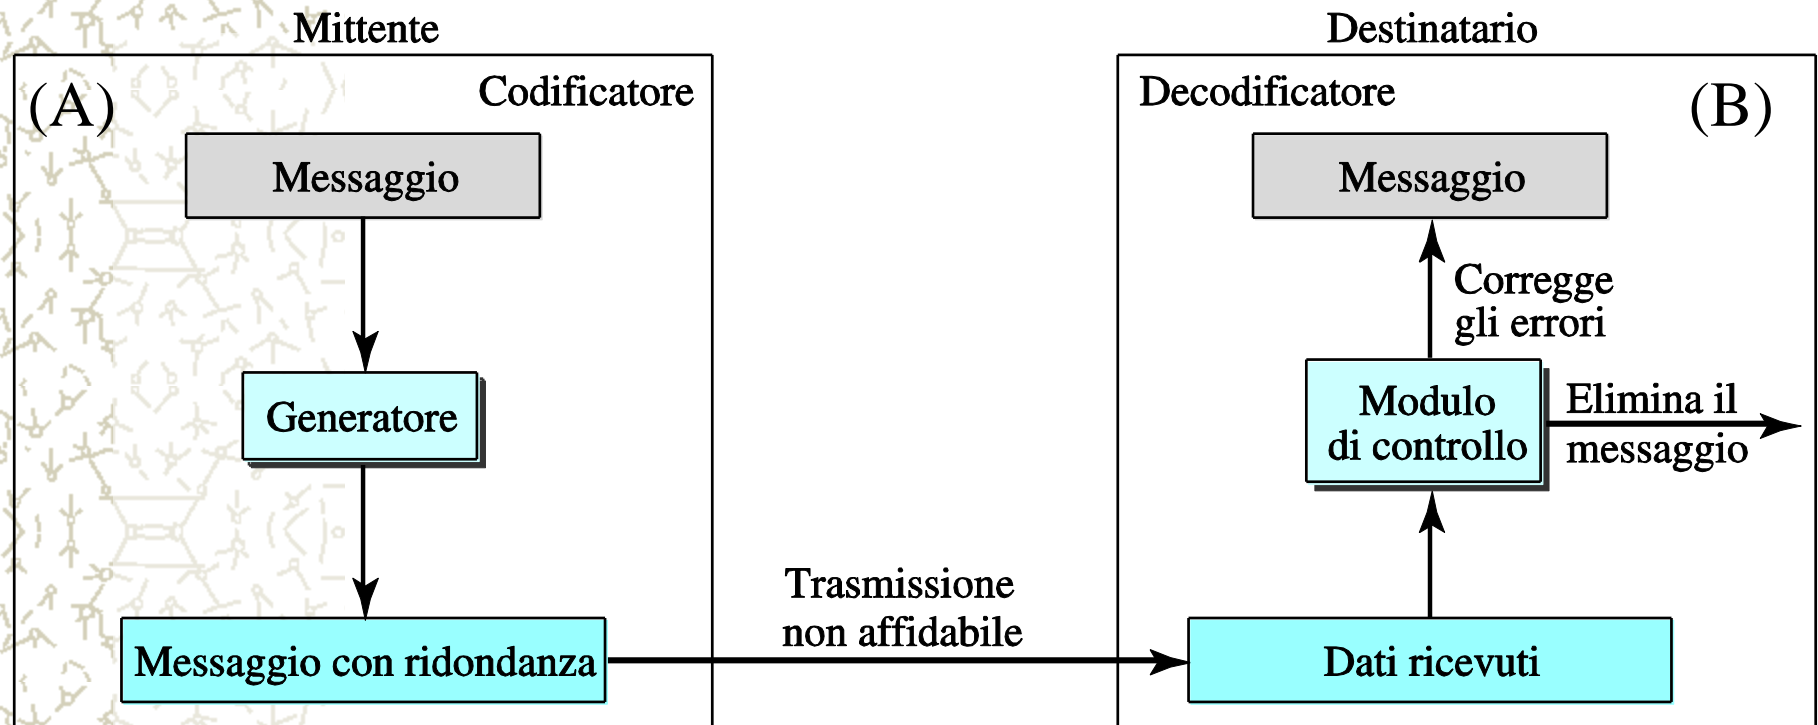 Mittente
(A)
Codificatore
Messaggio
Generatore
Messaggio con ridondanza
Trasmissione
non affidabile
Destinatario
Decodificatore
(B)
Messaggio
Corregge
gli errori
Modulo
di controllo
Elimina il
messaggio
Dati ricevuti